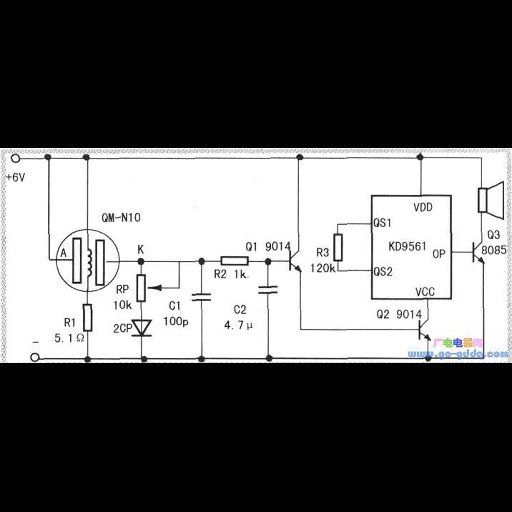 +6V
QM-N10
A
K
R1
5.1Ω
RP
10k
2CP
C1
100p
R2 1k
C2
4.7μ
Q1 9014
R3
120k
QS1
QS2
VDD
KD9561
OP
VCC
Q2 9014
Q3
8085
-
广电电器网
www.go-gddq.com